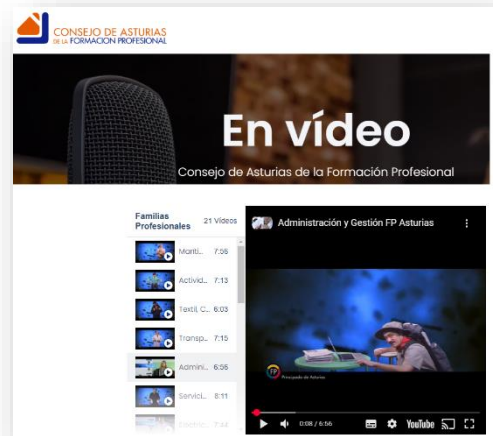 CONSEJO DE ASTURIAS
DE LA FORMACIÓN PROFESIONAL
En vídeo
Consejo de Asturias de la Formación Profesional
Familias Profesionales 21 Vídeos
Administración y Gestión FP Asturias
Maríti... 7:56
Activid... 7:13
Textil, C... 6:03
Transp... 7:15
Admini... 6:56
Servici... 8:11
FP Principado de Asturias
0:08 / 6:56 YouTube